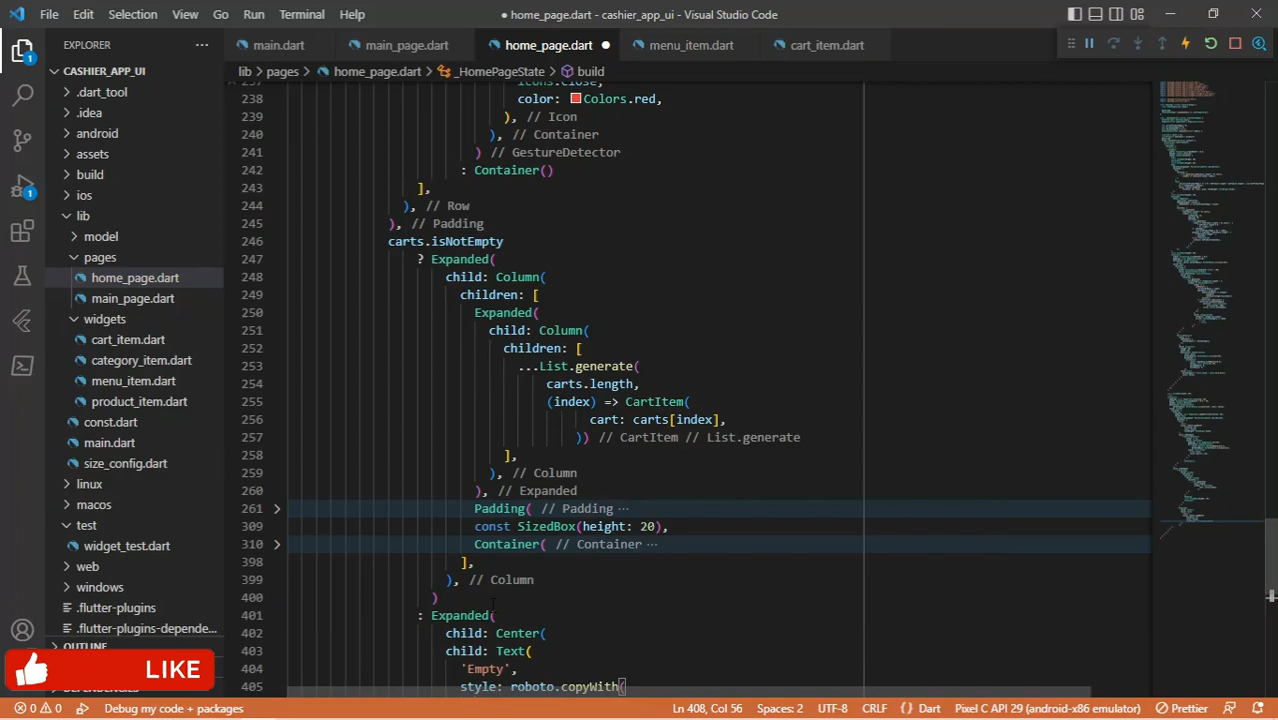 File Edit Selection View Go Run Terminal Help
● home_page.dart - cashier_app_ui - Visual Studio Code
EXPLORER
main.dart main_page.dart home_page.dart ● menu_item.dart cart_item.dart
lib > pages > home_page.dart > _HomePageState > build
CASHIER_APP_UI
.dart_tool
.idea
android
assets
build
ios
lib
model
pages
home_page.dart
main_page.dart
widgets
cart_item.dart
category_item.dart
menu_item.dart
product_item.dart
const.dart
main.dart
size_config.dart
linux
macos
test
widget_test.dart
web
windows
.flutter-plugins
.flutter-plugins-depende...
OUTLINE
1
1
237 Icons.close,
238 color: Colors.red,
239 ), // Icon
240 ), // Container
241 ) // GestureDetector
242 : Container()
243 ],
244 ), // Row
245 ), // Padding
246 carts.isNotEmpty
247 ? Expanded(
248 child: Column(
249 children: [
250 Expanded(
251 child: Column(
252 children: [
253 ...List.generate(
254 carts.length,
255 (index) => CartItem(
256 cart: carts[index],
257 )) // CartItem // List.generate
258 ],
259 ), // Column
260 ), // Expanded
261 Padding( // Padding ...
309 const SizedBox(height: 20),
310 Container( // Container ...
398 ],
399 ), // Column
400 )
401 : Expanded(
402 child: Center(
403 child: Text(
404 'Empty',
405 style: roboto.copyWith(
LIKE
0 0 Debug my code + packages Ln 408, Col 56 Spaces: 2 UTF-8 CRLF {} Dart Pixel C API 29 (android-x86 emulator) Prettier